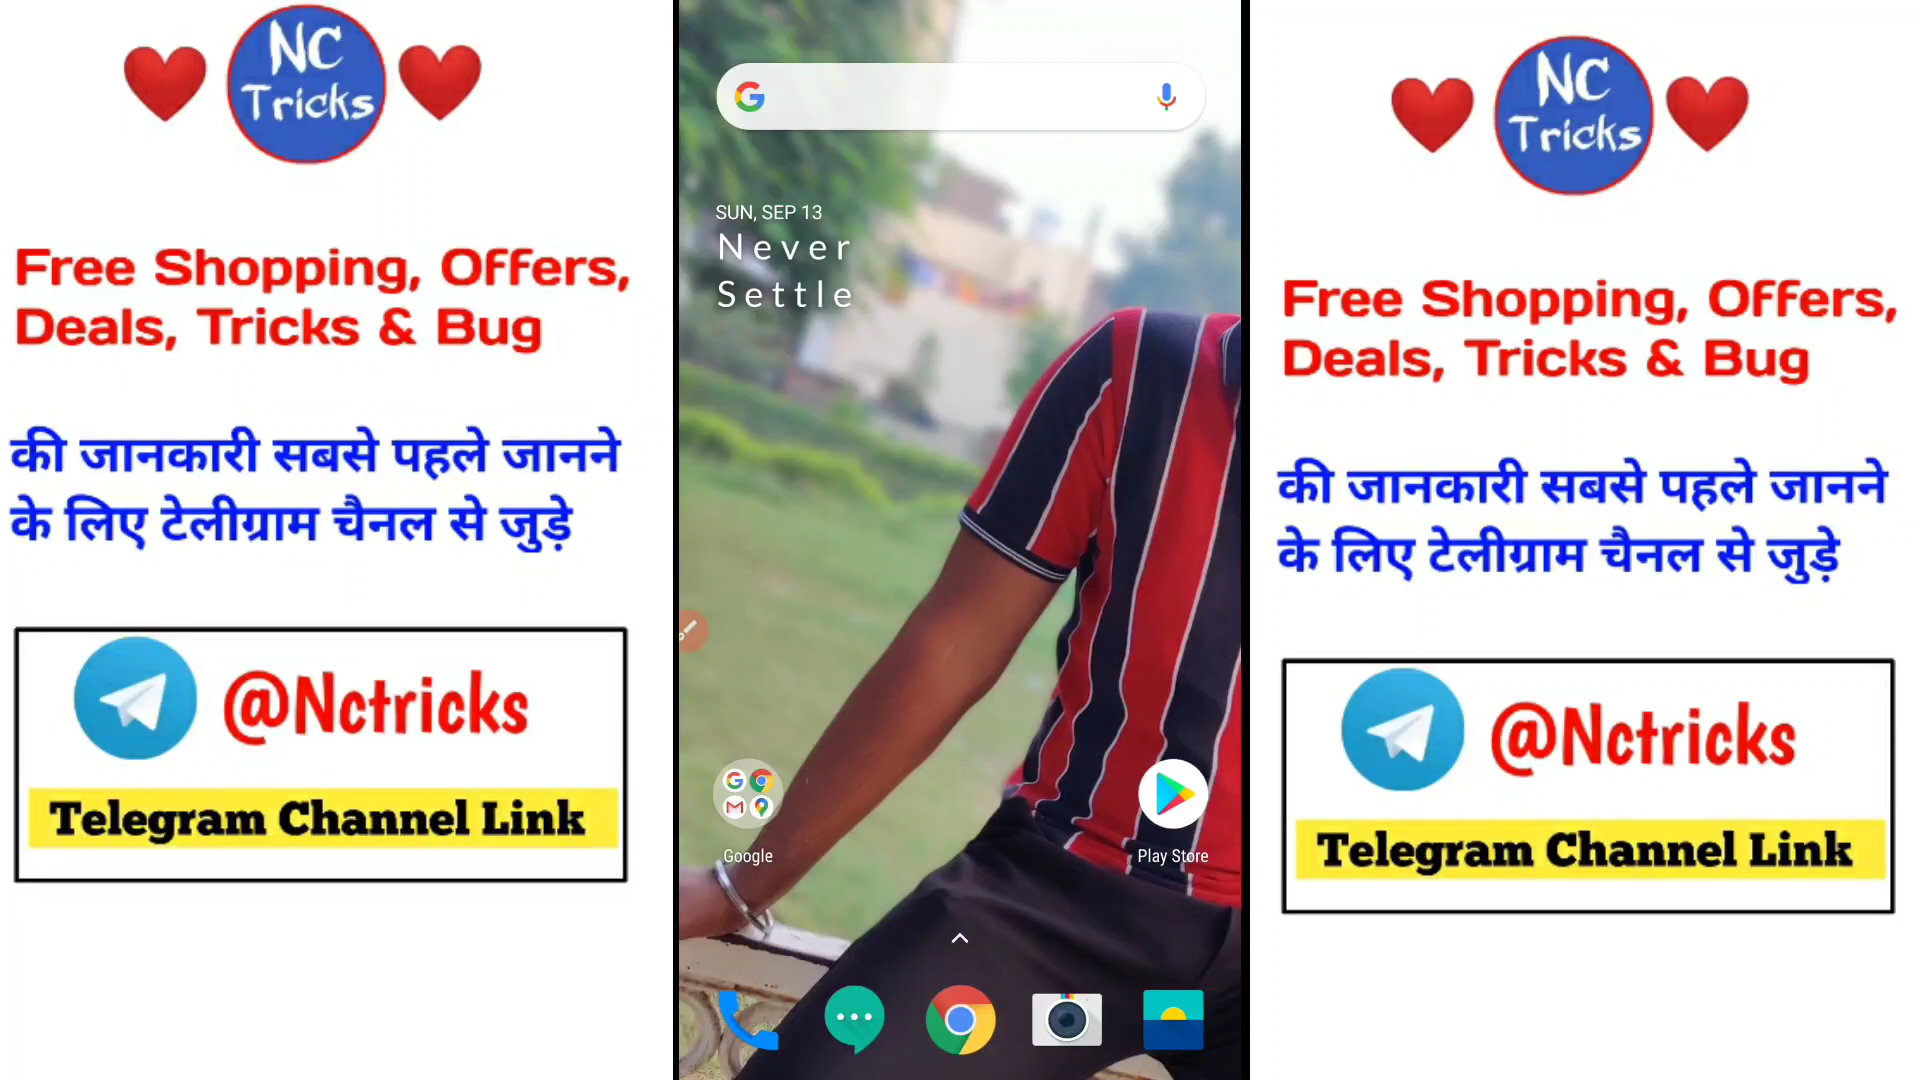 NC
Tricks
Free Shopping, Offers,
Deals, Tricks & Bug
की जानकारी सबसे पहले जानने
के लिए टेलीग्राम चैनल से जुड़े
@Nctricks
Telegram Channel Link
SUN, SEP 13
Never
Settle
Google
Play Store
NC
Tricks
Free Shopping, Offers,
Deals, Tricks & Bug
की जानकारी सबसे पहले जानने
के लिए टेलीग्राम चैनल से जुड़े
@Nctricks
Telegram Channel Link